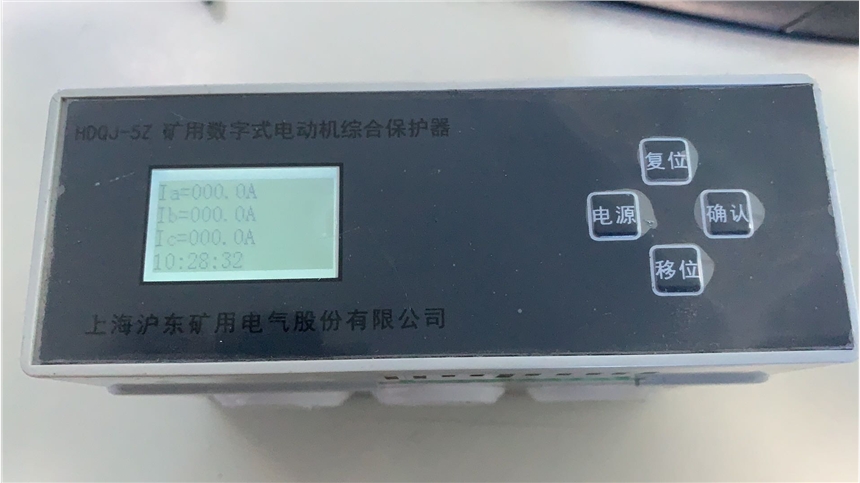 HDQJ-5Z 矿用数字式电动机综合保护器
Ia=000.0A
Ib=000.0A
Ic=000.0A
10:28:32
复位
电源
确认
移位
上海沪东矿用电气股份有限公司